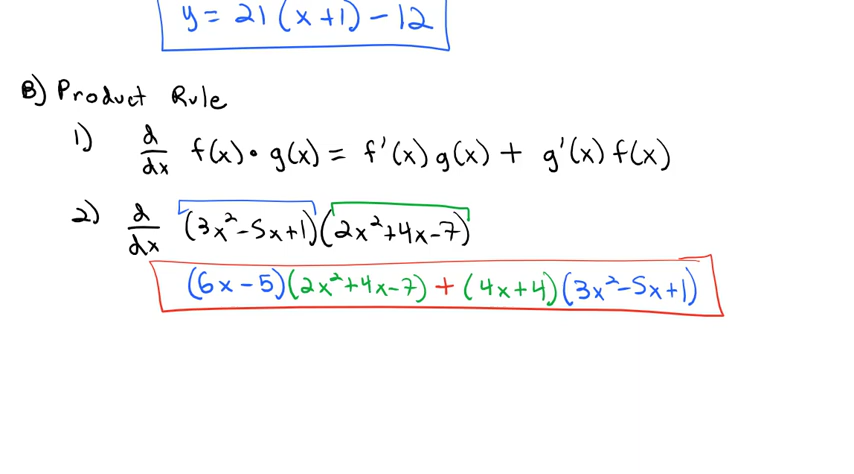 y = 21 (x+1) - 12
B) Product Rule
1) d/dx f(x) • g(x) = f'(x) g(x) + g'(x) f(x)
2) d/dx (3x²-5x+1)(2x²+4x-7)
(6x-5)(2x²+4x-7) + (4x+4)(3x²-5x+1)